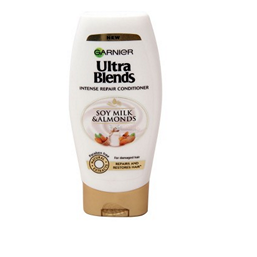 NEW
GARNIER
Ultra
Blends
INTENSE REPAIR CONDITIONER
SOY MILK
&ALMONDS
for damaged hair
REPAIRS AND
RESTORES HAIR*